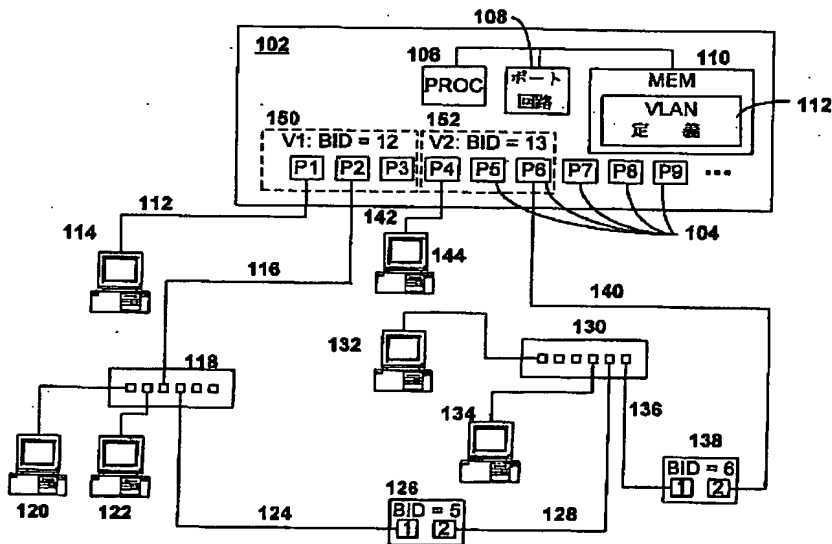 102
106
108
110
PROC
ポート
回路
MEM
VLAN
定 義
112
150
152
V1: BID = 12
V2: BID = 13
P1 P2 P3 P4 P5 P6 P7 P8 P9 •••
104
112
114
116
142
144
140
118
132
130
134
136
138
BID = 6
1 2
120
122
124
126
BID = 5
1 2
128